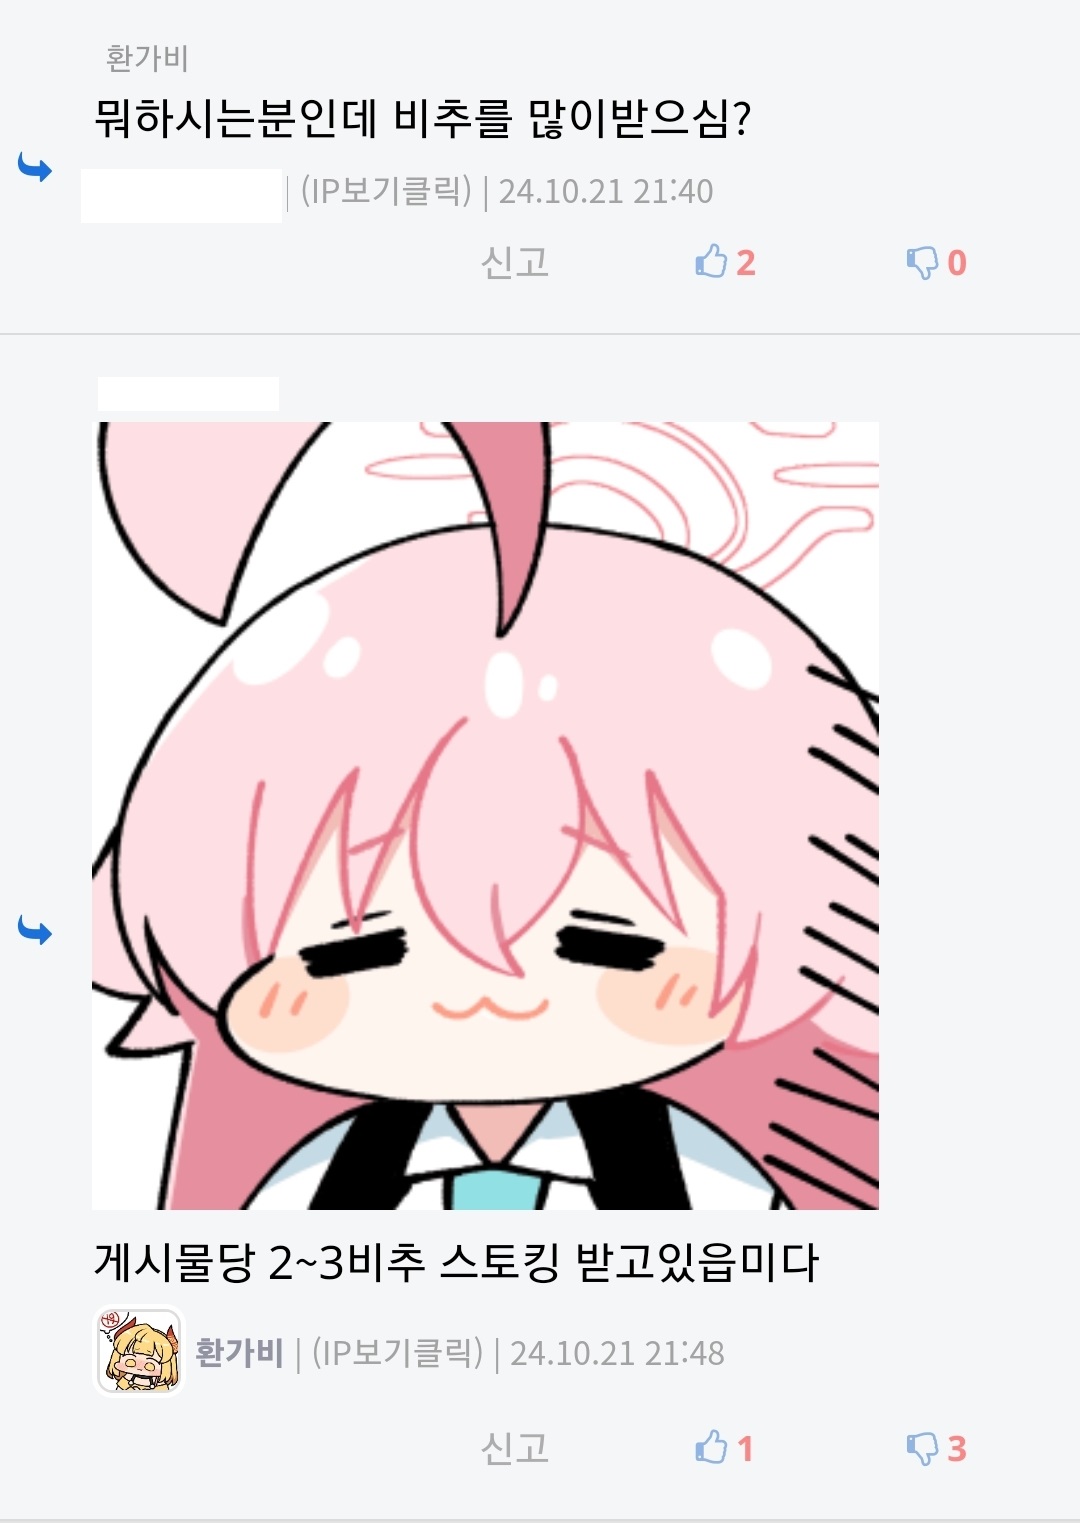 환가비
뭐하시는분인데 비추를 많이받으심?
| (IP보기클릭) | 24.10.21 21:40
신고 2 0
게시물당 2~3비추 스토킹 받고있읍미다
환가비 | (IP보기클릭) | 24.10.21 21:48
신고 1 3